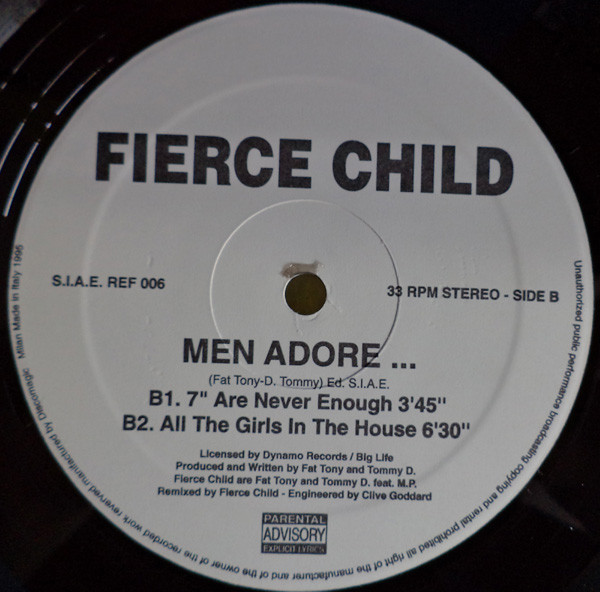 FIERCE CHILD
S.I.A.E. REF 006
33 RPM STEREO - SIDE B
MEN ADORE ...
(Fat Tony-D. Tommy) Ed. S.I.A.E.
B1. 7" Are Never Enough 3'45"
B2. All The Girls In The House 6'30"
Licensed by Dynamo Records / Big Life
Produced and Written by Fat Tony and Tommy D.
Fierce Child are Fat Tony and Tommy D. feat. M.P.
Remixed by Fierce Child - Engineered by Clive Goddard
PARENTAL
ADVISORY
EXPLICIT LYRICS
Unauthorized public performance broadcasting copying and rental prohibited all right of the manufacturer and of the owner of the recorded work reserved manufactured by Discomagic Milan Made in Italy 1995